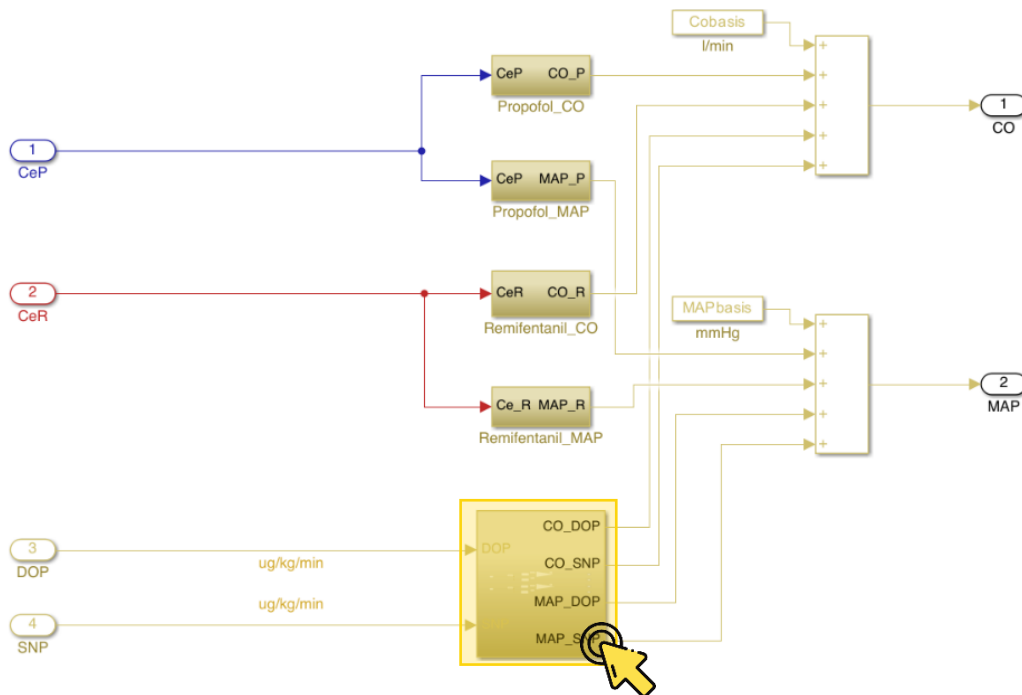 Cobasis
l/min
CeP CO_P
Propofol_CO
1
CO
1
CeP
CeP MAP_P
Propofol_MAP
2
CeR
CeR CO_R
Remifentanil_CO
MAPbasis
mmHg
2
MAP
Ce_R MAP_R
Remifentanil_MAP
3
DOP
ug/kg/min
DOP
CO_DOP
CO_SNP
ug/kg/min
MAP_DOP
4
SNP
MAP_SNP